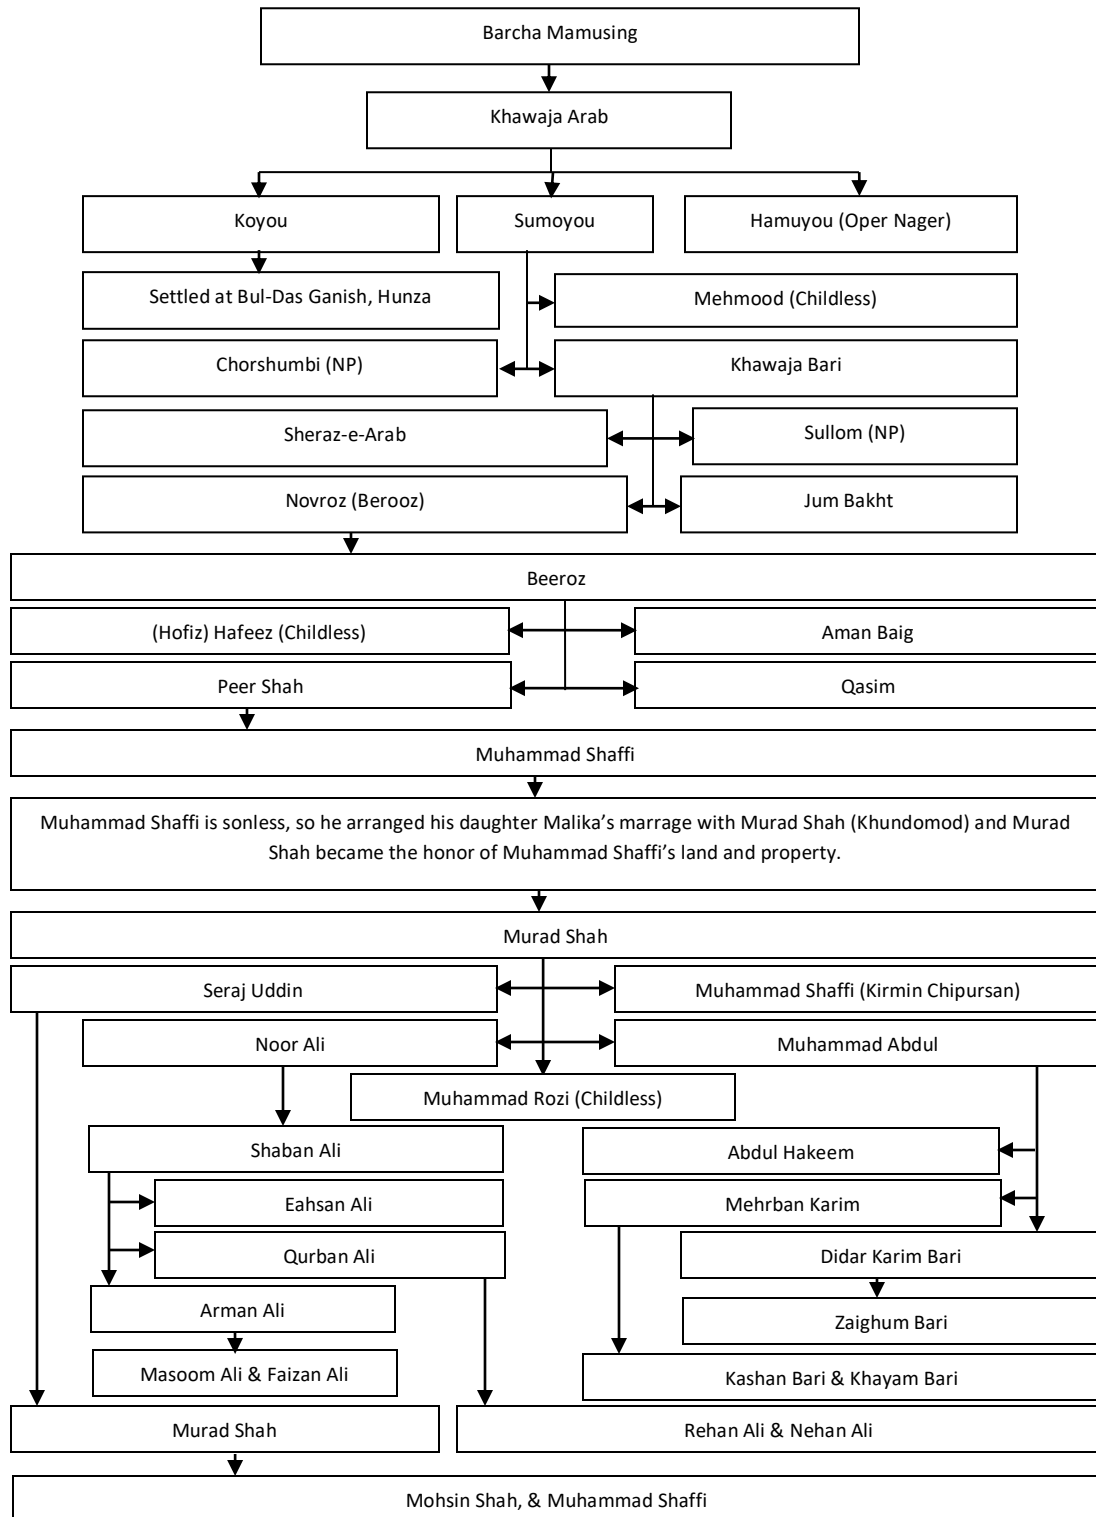 Barcha Mamusing
Khawaja Arab
Koyou
Sumoyou
Hamuyou (Oper Nager)
Settled at Bul-Das Ganish, Hunza
Mehmood (Childless)
Chorshumbi (NP)
Khawaja Bari
Sheraz-e-Arab
Sullom (NP)
Novroz (Berooz)
Jum Bakht
Beeroz
(Hofiz) Hafeez (Childless)
Aman Baig
Peer Shah
Qasim
Muhammad Shaffi
Muhammad Shaffi is sonless, so he arranged his daughter Malika’s marrage with Murad Shah (Khundomod) and Murad
Shah became the honor of Muhammad Shaffi’s land and property.
Murad Shah
Seraj Uddin
Muhammad Shaffi (Kirmin Chipursan)
Noor Ali
Muhammad Abdul
Muhammad Rozi (Childless)
Shaban Ali
Abdul Hakeem
Eahsan Ali
Mehrban Karim
Qurban Ali
Didar Karim Bari
Arman Ali
Zaighum Bari
Masoom Ali & Faizan Ali
Kashan Bari & Khayam Bari
Murad Shah
Rehan Ali & Nehan Ali
Mohsin Shah, & Muhammad Shaffi